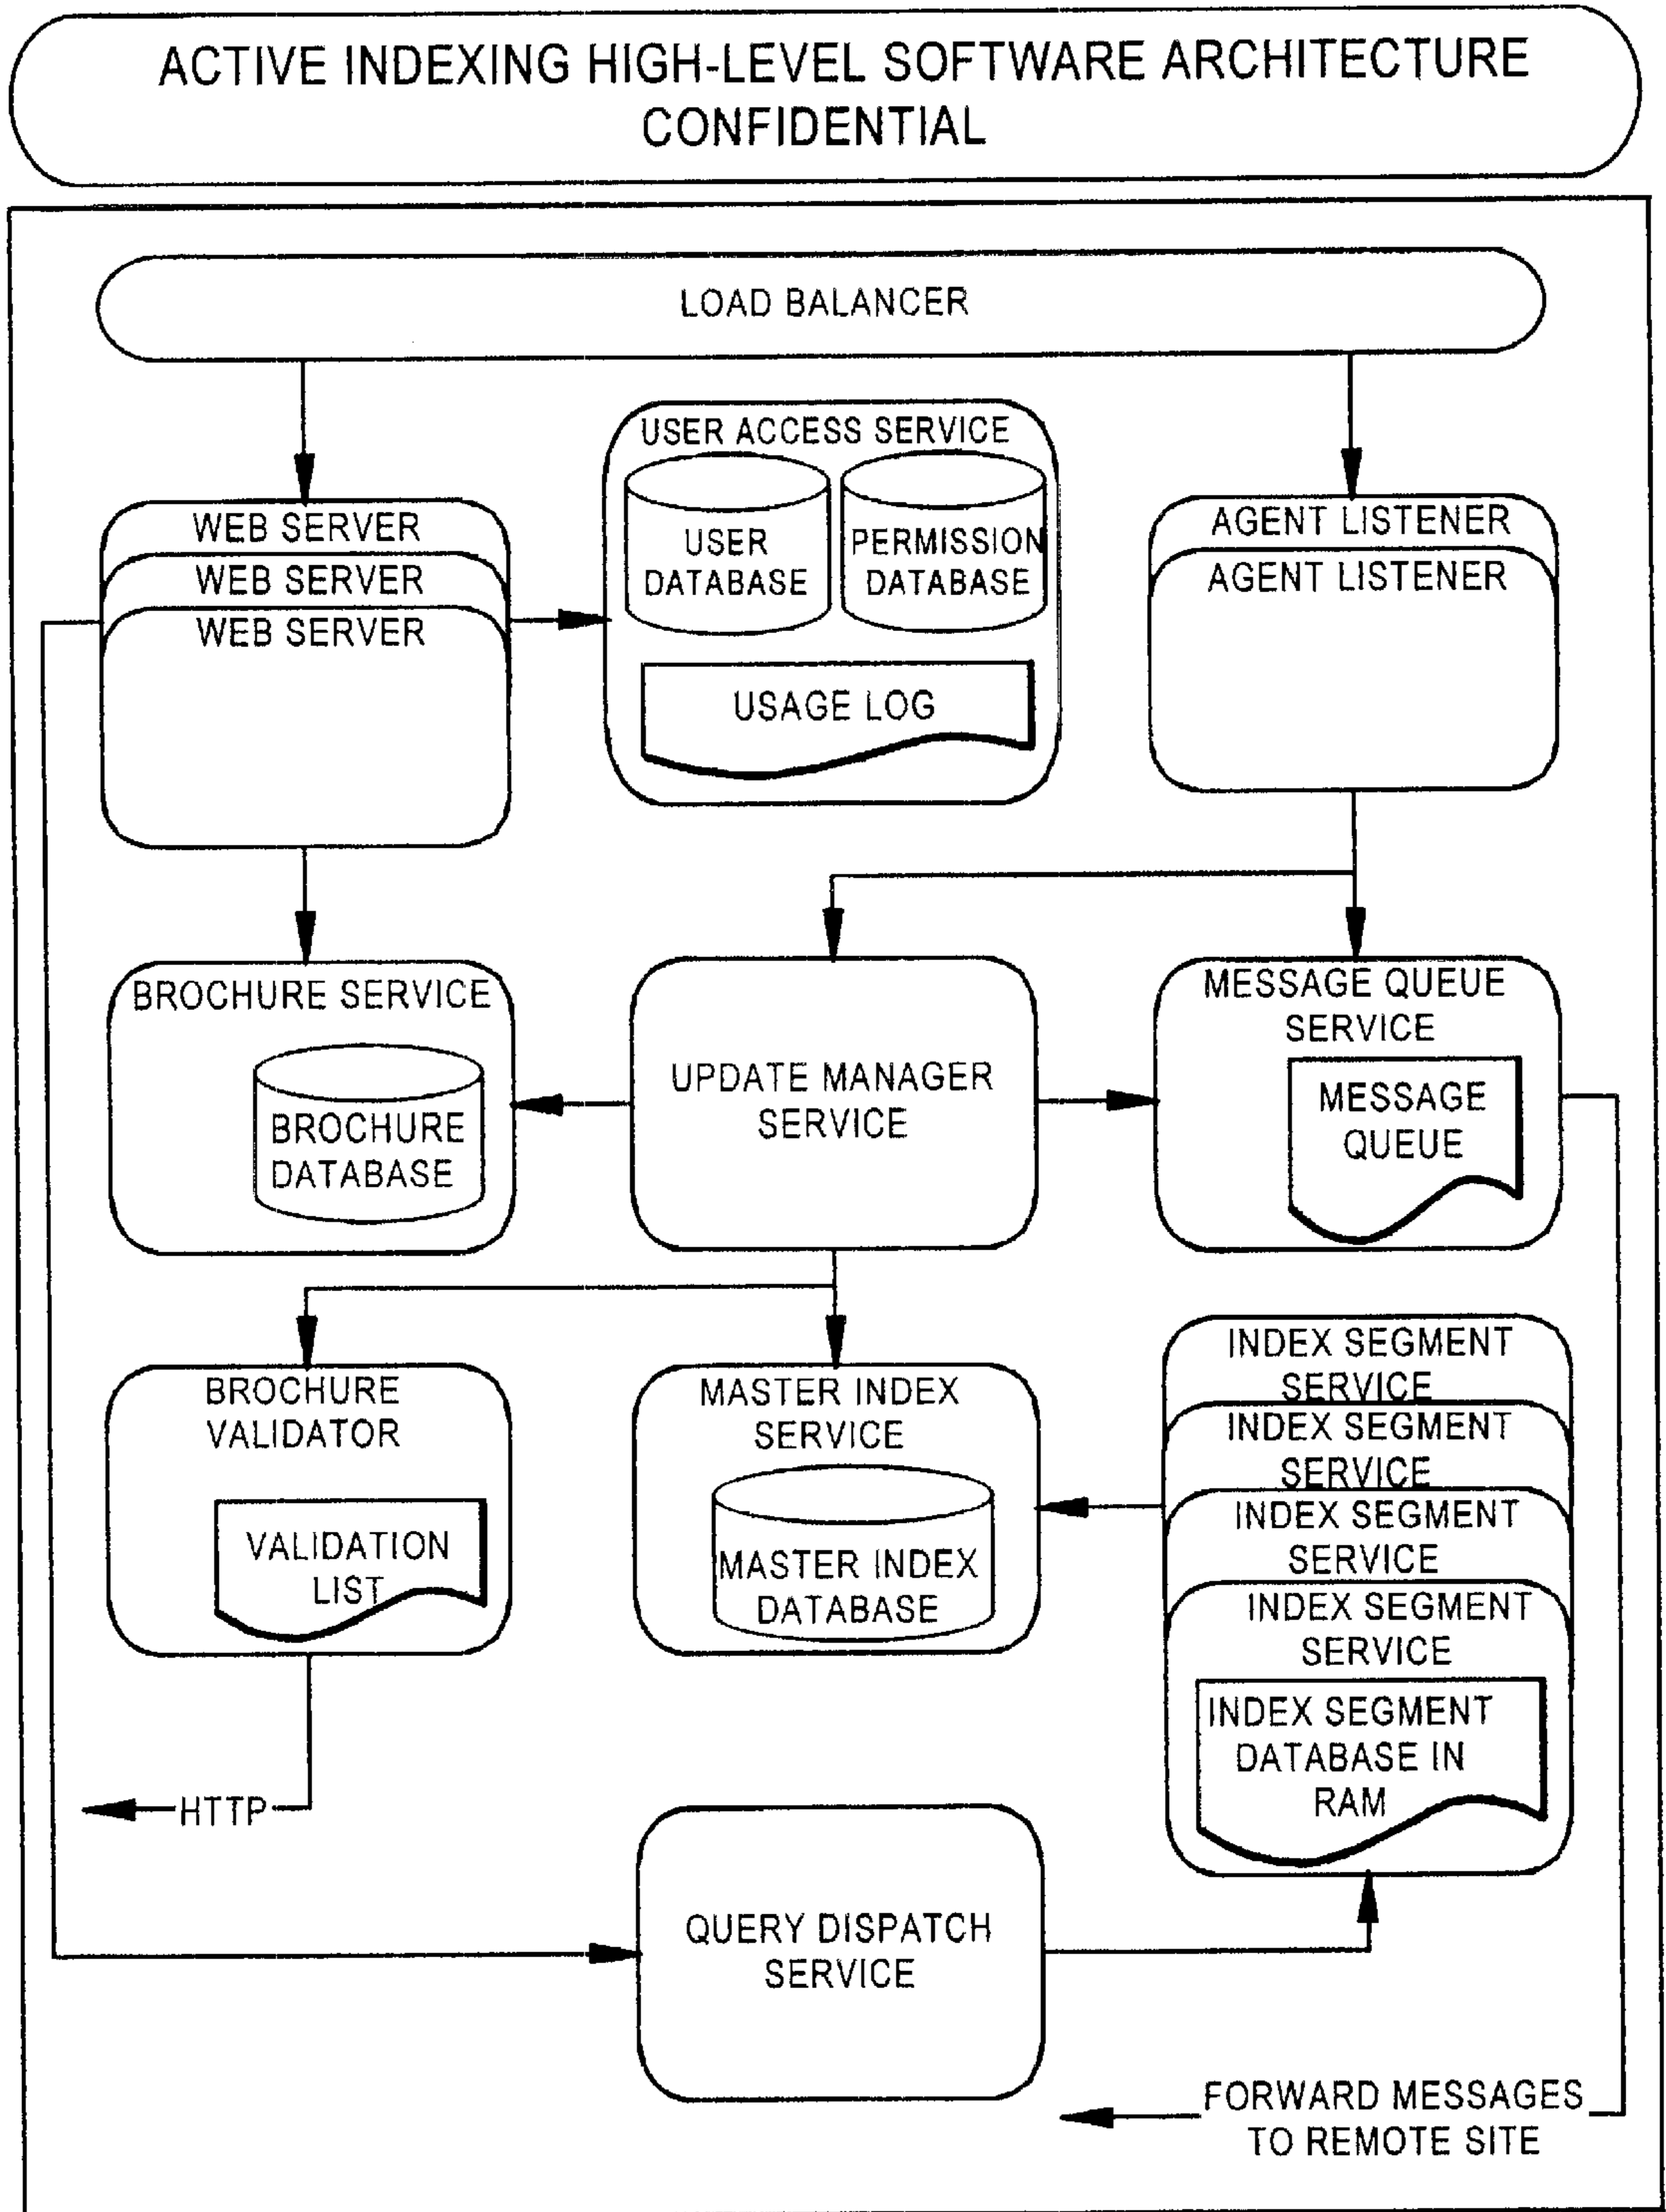 ACTIVE INDEXING HIGH-LEVEL SOFTWARE ARCHITECTURE
CONFIDENTIAL
LOAD BALANCER
USER ACCESS SERVICE
USER
DATABASE
PERMISSION
DATABASE
USAGE LOG
WEB SERVER
WEB SERVER
WEB SERVER
AGENT LISTENER
AGENT LISTENER
BROCHURE SERVICE
BROCHURE
DATABASE
UPDATE MANAGER
SERVICE
MESSAGE QUEUE
SERVICE
MESSAGE
QUEUE
BROCHURE
VALIDATOR
VALIDATION
LIST
MASTER INDEX
SERVICE
MASTER INDEX
DATABASE
INDEX SEGMENT
SERVICE
INDEX SEGMENT
SERVICE
INDEX SEGMENT
SERVICE
INDEX SEGMENT
SERVICE
INDEX SEGMENT
DATABASE IN
RAM
HTTP
QUERY DISPATCH
SERVICE
FORWARD MESSAGES
TO REMOTE SITE